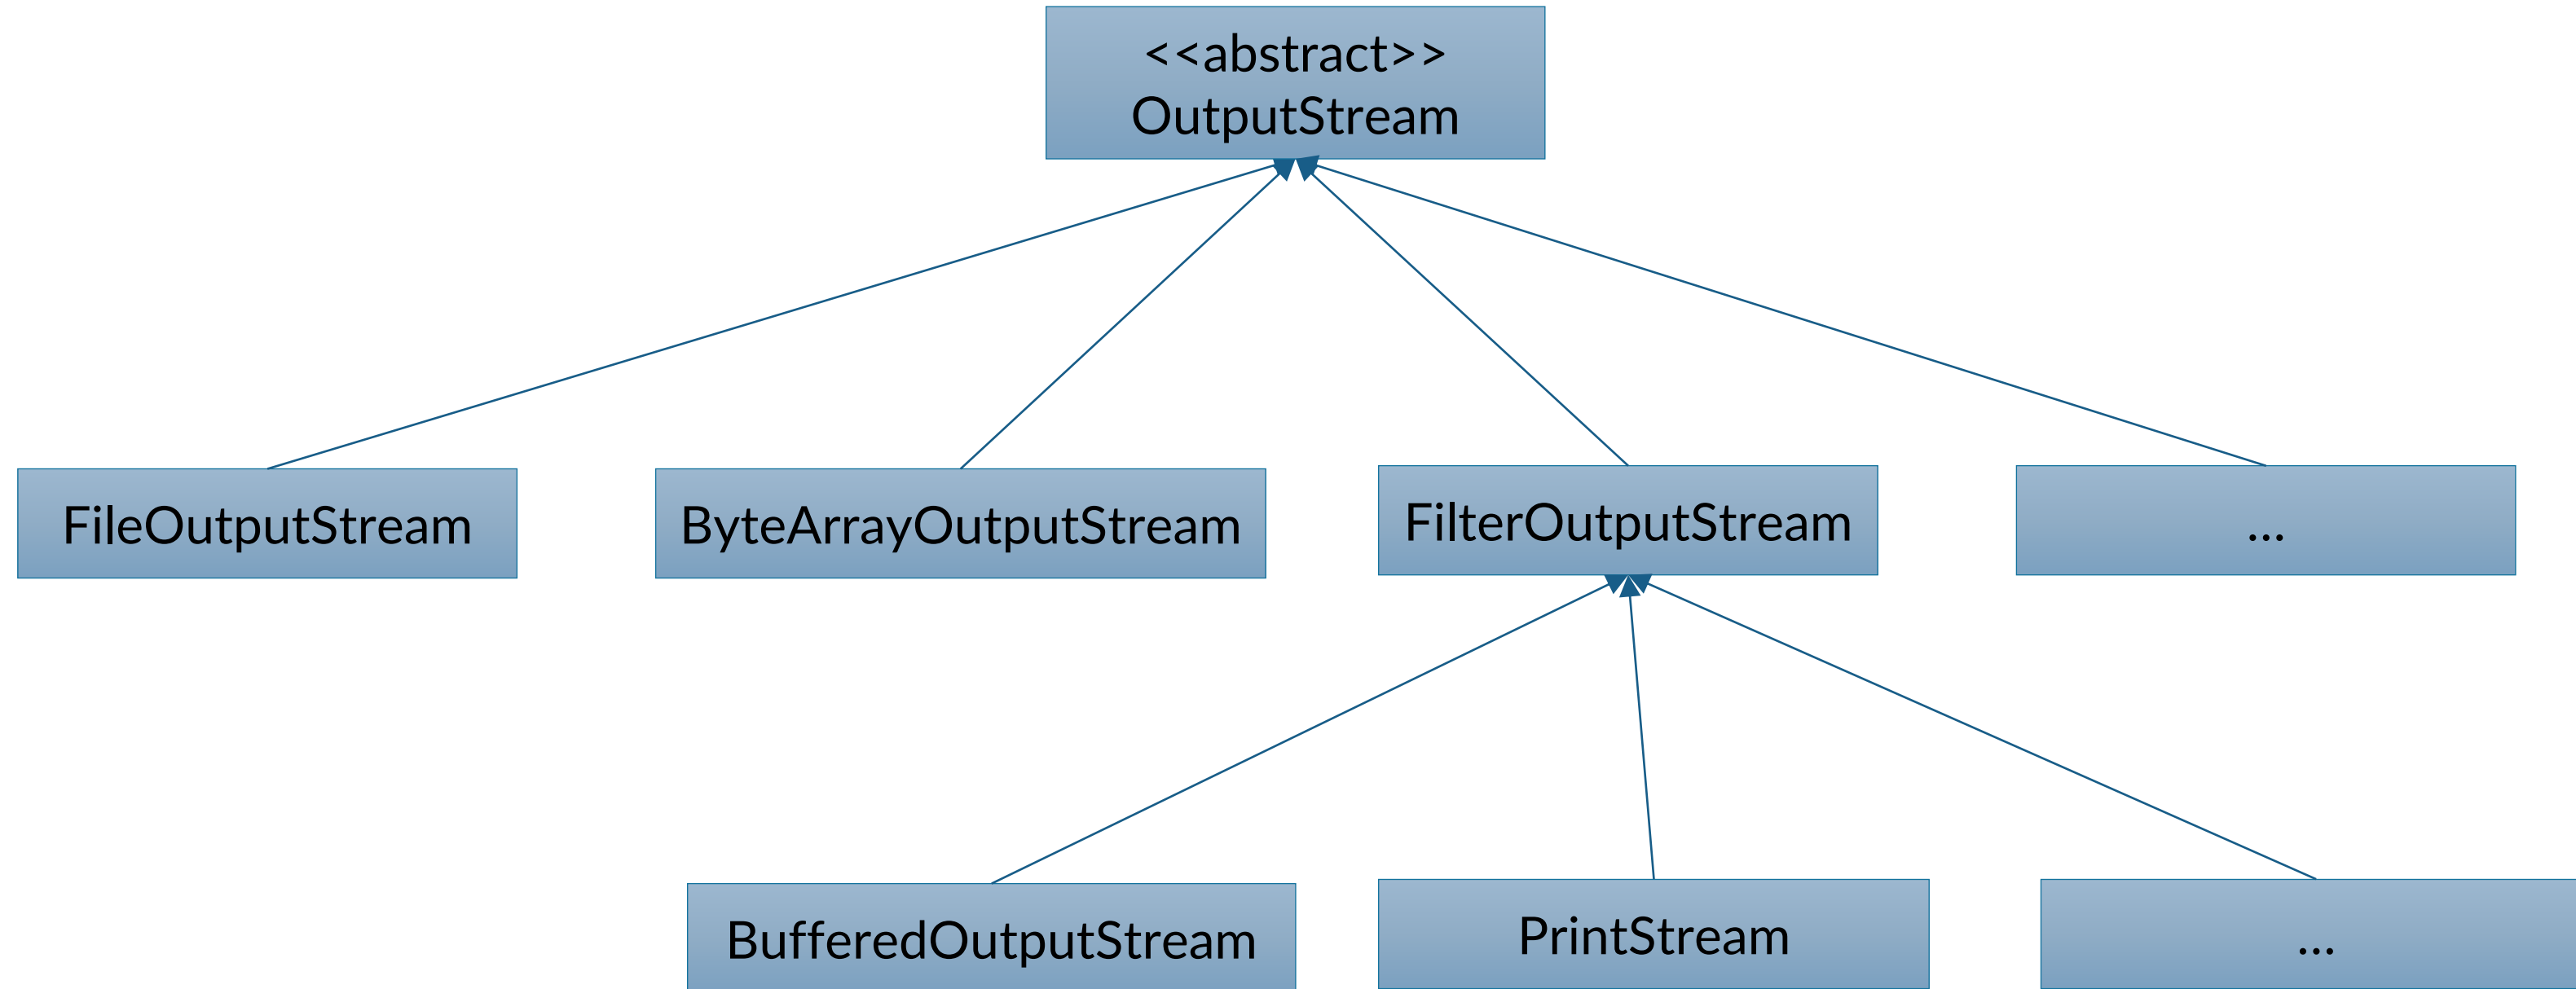 <<abstract>>
OutputStream
FileOutputStream
ByteArrayOutputStream
FilterOutputStream
...
BufferedOutputStream
PrintStream
...